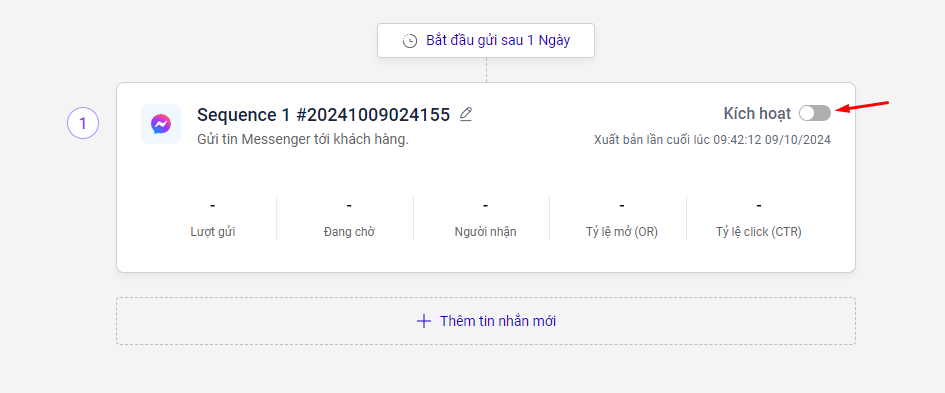 Bắt đầu gửi sau 1 Ngày
1
Sequence 1 #20241009024155
Kích hoạt
Gửi tin Messenger tới khách hàng.
Xuất bản lần cuối lúc 09:42:12 09/10/2024
- - - - -
Lượt gửi Đang chờ Người nhận Tỷ lệ mở (OR) Tỷ lệ click (CTR)
+ Thêm tin nhắn mới